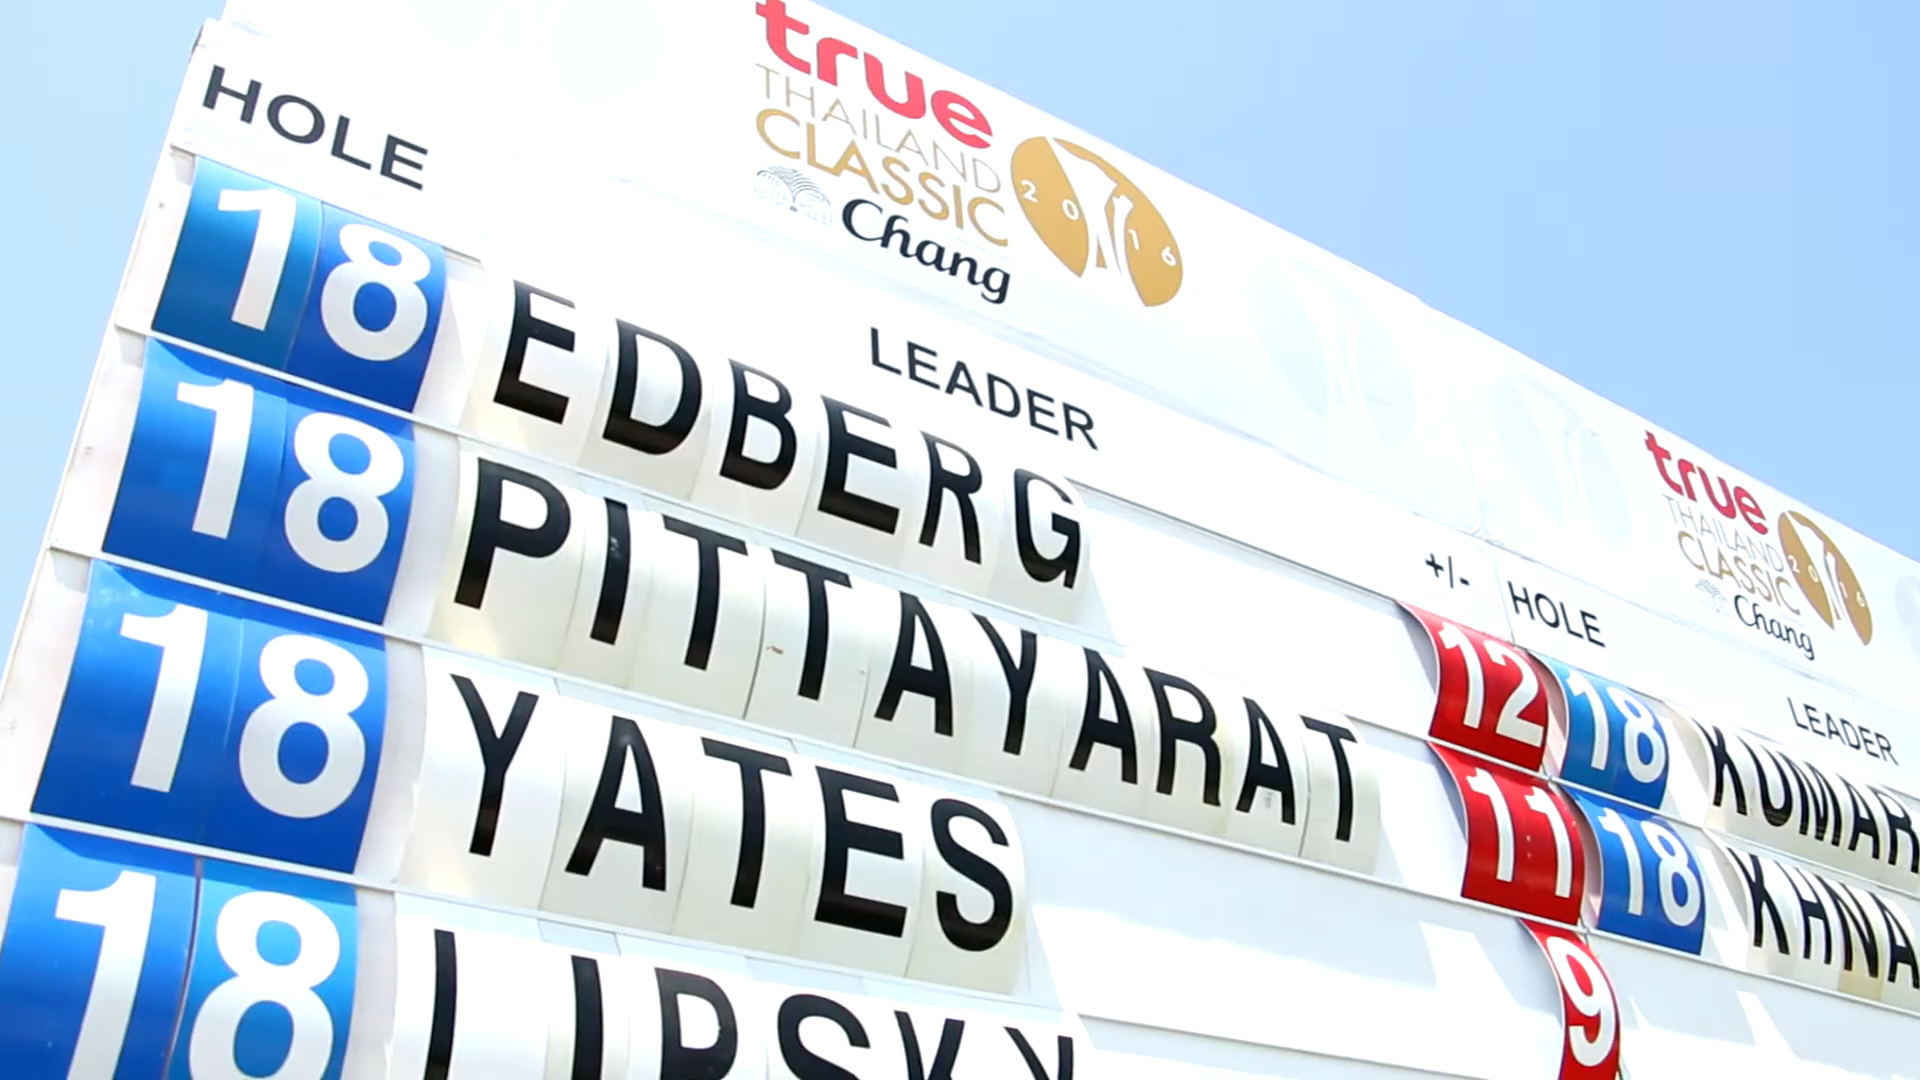 true
THAILAND
CLASSIC
2016
Chang
HOLE
LEADER
+/-
18 EDBERG 12
18 PITTAYARAT 11
18 YATES 9
18 LIPSKY
true
THAILAND
CLASSIC
2016
Chang
HOLE
LEADER
18 KUMAR
18 KHNA